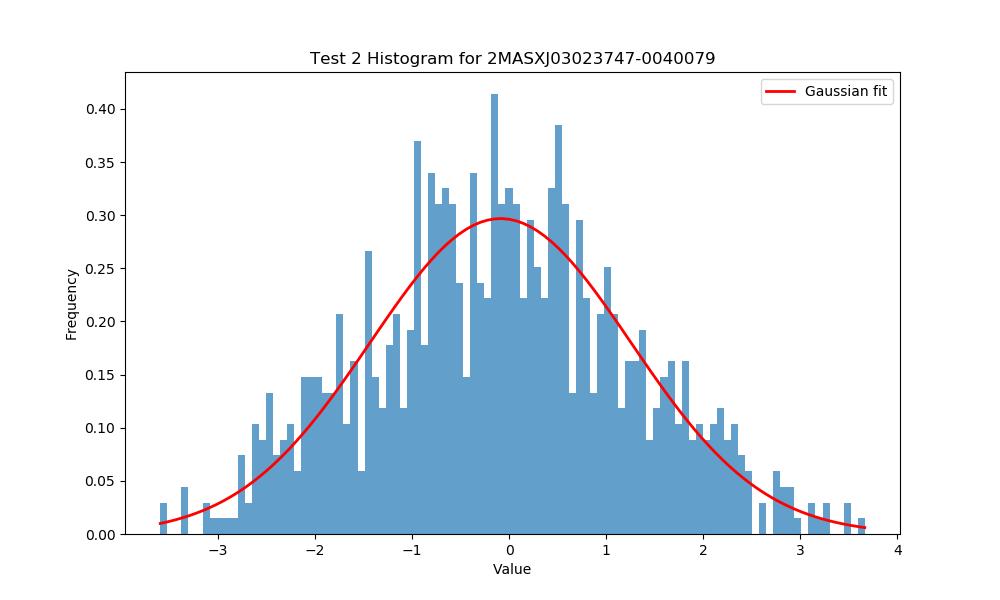 Test 2 Histogram for 2MASXJ03023747-0040079
Gaussian fit
0.40
0.35
0.30
0.25
0.20
0.15
0.10
0.05
0.00
Frequency
−3 −2 −1 0 1 2 3 4
Value